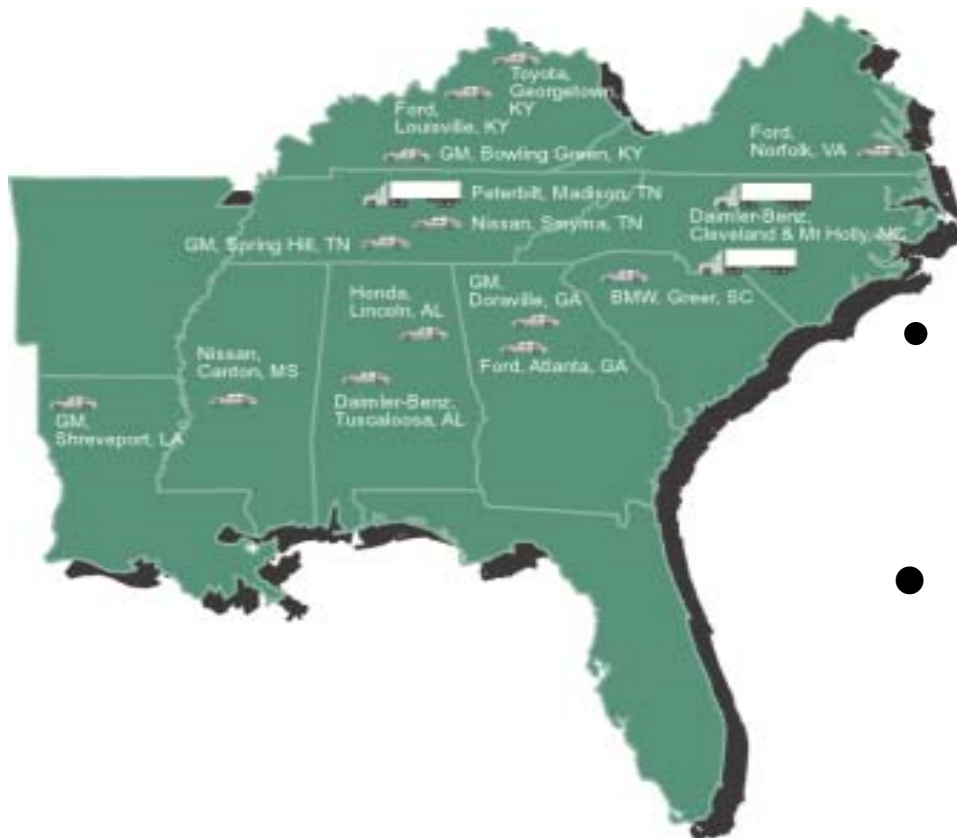 Toyota,
Georgetown,
KY
Ford,
Louisville, KY
GM, Bowling Green, KY
Ford,
Norfolk, VA
Peterbilt, Madison, TN
Nissan, Smyrna, TN
GM, Spring Hill, TN
Daimler-Benz,
Cleveland & Mt Holly, NC
GM,
Doraville, GA
BMW, Greer, SC
Honda,
Lincoln, AL
Ford, Atlanta, GA
Nissan,
Canton, MS
Daimler-Benz,
Tuscaloosa, AL
GM,
Shreveport, LA